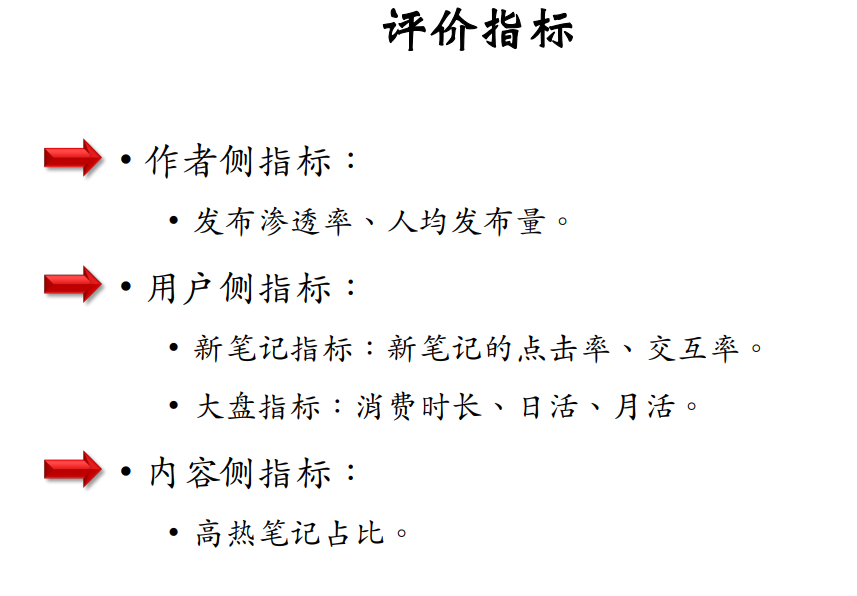 评价指标
• 作者侧指标：
• 发布渗透率、人均发布量。
• 用户侧指标：
• 新笔记指标：新笔记的点击率、交互率。
• 大盘指标：消费时长、日活、月活。
• 内容侧指标：
• 高热笔记占比。